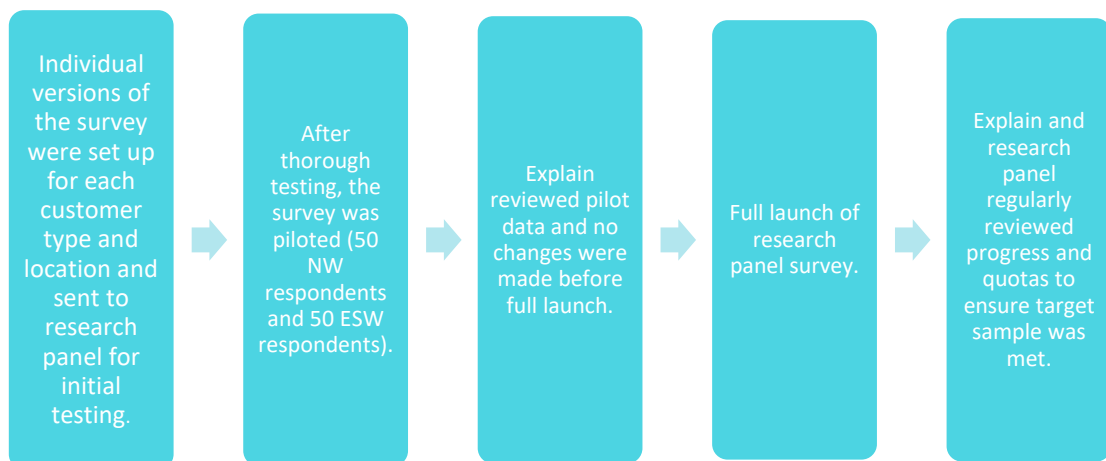 Individual
versions of
the survey
were set up
for each
customer
type and
location and
sent to
research
panel for
initial
testing.
After
thorough
testing, the
survey was
piloted (50
NW
respondents
and 50 ESW
respondents).
Explain
reviewed pilot
data and no
changes were
made before
full launch.
Full launch of
research
panel survey.
Explain and
research
panel
regularly
reviewed
progress and
quotas to
ensure target
sample was
met.